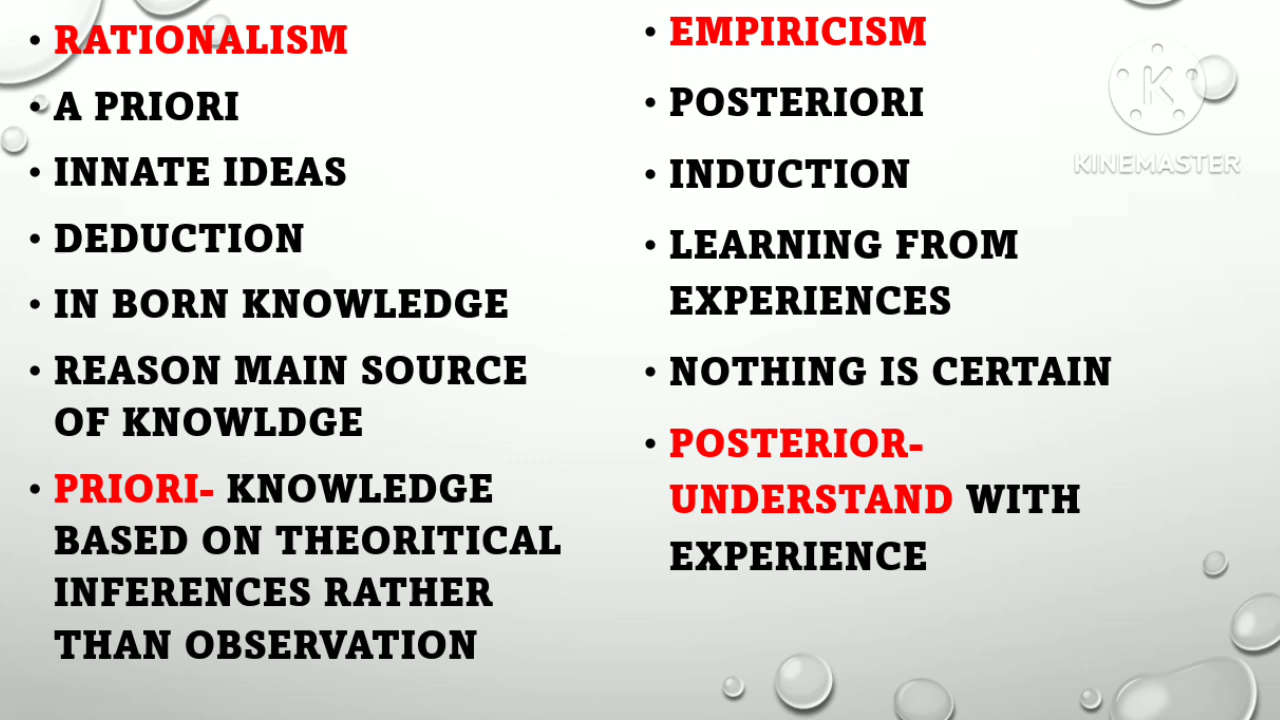 • RATIONALISM
• A PRIORI
• INNATE IDEAS
• DEDUCTION
• IN BORN KNOWLEDGE
• REASON MAIN SOURCE
OF KNOWLDGE
• PRIORI- KNOWLEDGE
BASED ON THEORITICAL
INFERENCES RATHER
THAN OBSERVATION
• EMPIRICISM
• POSTERIORI
• INDUCTION
• LEARNING FROM
EXPERIENCES
• NOTHING IS CERTAIN
• POSTERIOR-
UNDERSTAND WITH
EXPERIENCE
K
KINEMASTER